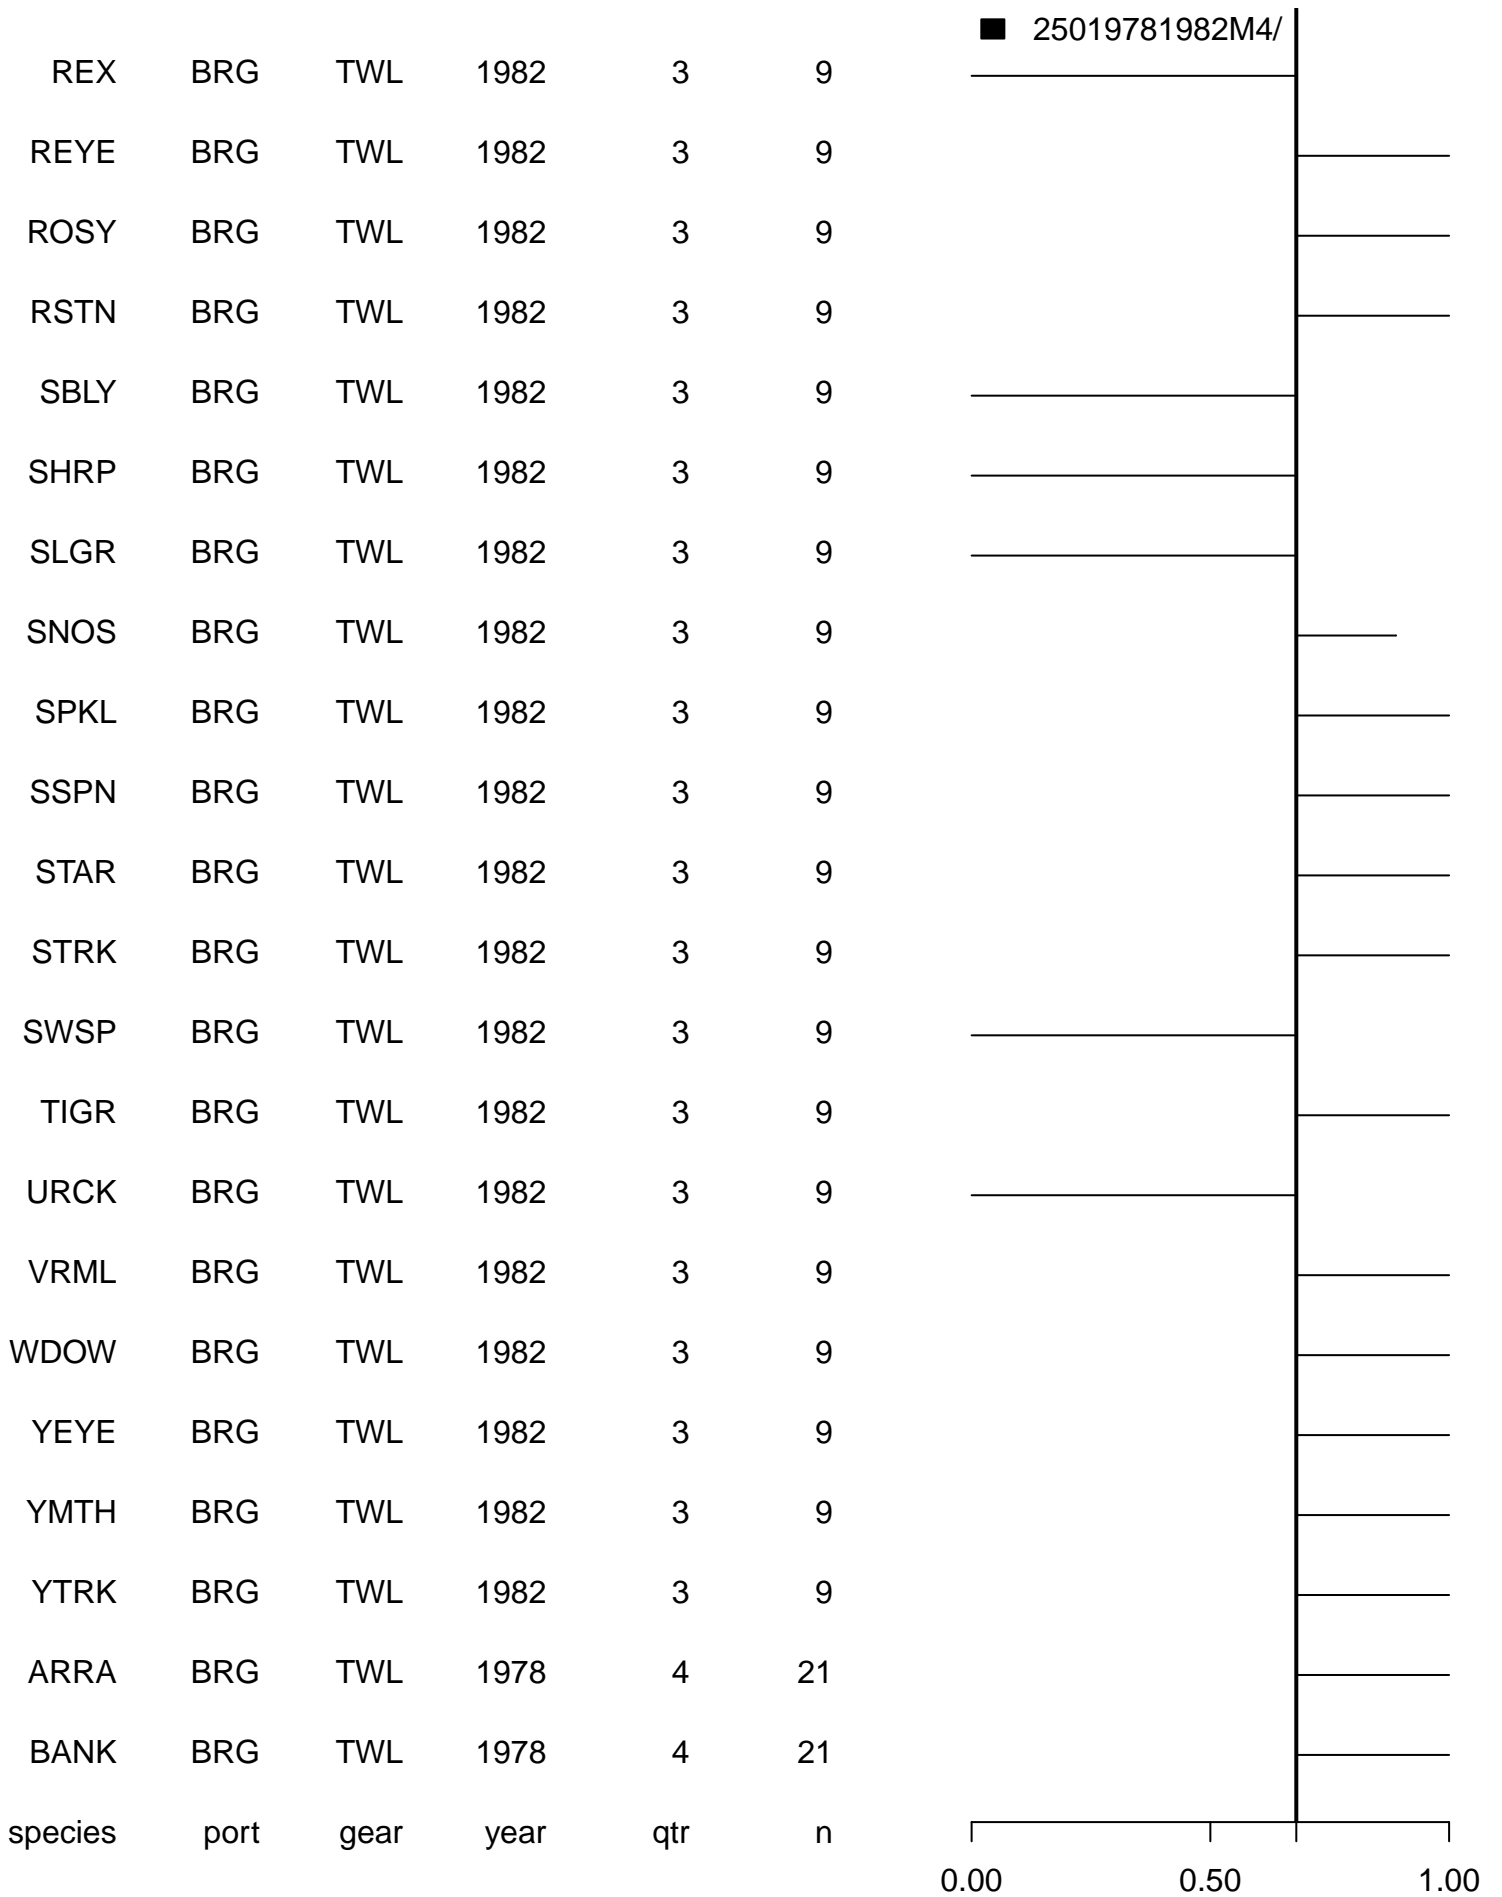 25019781982M4/
REX BRG TWL 1982 3 9
REYE BRG TWL 1982 3 9
ROSY BRG TWL 1982 3 9
RSTN BRG TWL 1982 3 9
SBLY BRG TWL 1982 3 9
SHRP BRG TWL 1982 3 9
SLGR BRG TWL 1982 3 9
SNOS BRG TWL 1982 3 9
SPKL BRG TWL 1982 3 9
SSPN BRG TWL 1982 3 9
STAR BRG TWL 1982 3 9
STRK BRG TWL 1982 3 9
SWSP BRG TWL 1982 3 9
TIGR BRG TWL 1982 3 9
URCK BRG TWL 1982 3 9
VRML BRG TWL 1982 3 9
WDOW BRG TWL 1982 3 9
YEYE BRG TWL 1982 3 9
YMTH BRG TWL 1982 3 9
YTRK BRG TWL 1982 3 9
ARRA BRG TWL 1978 4 21
BANK BRG TWL 1978 4 21
species port gear year qtr n
0.00 0.50 1.00